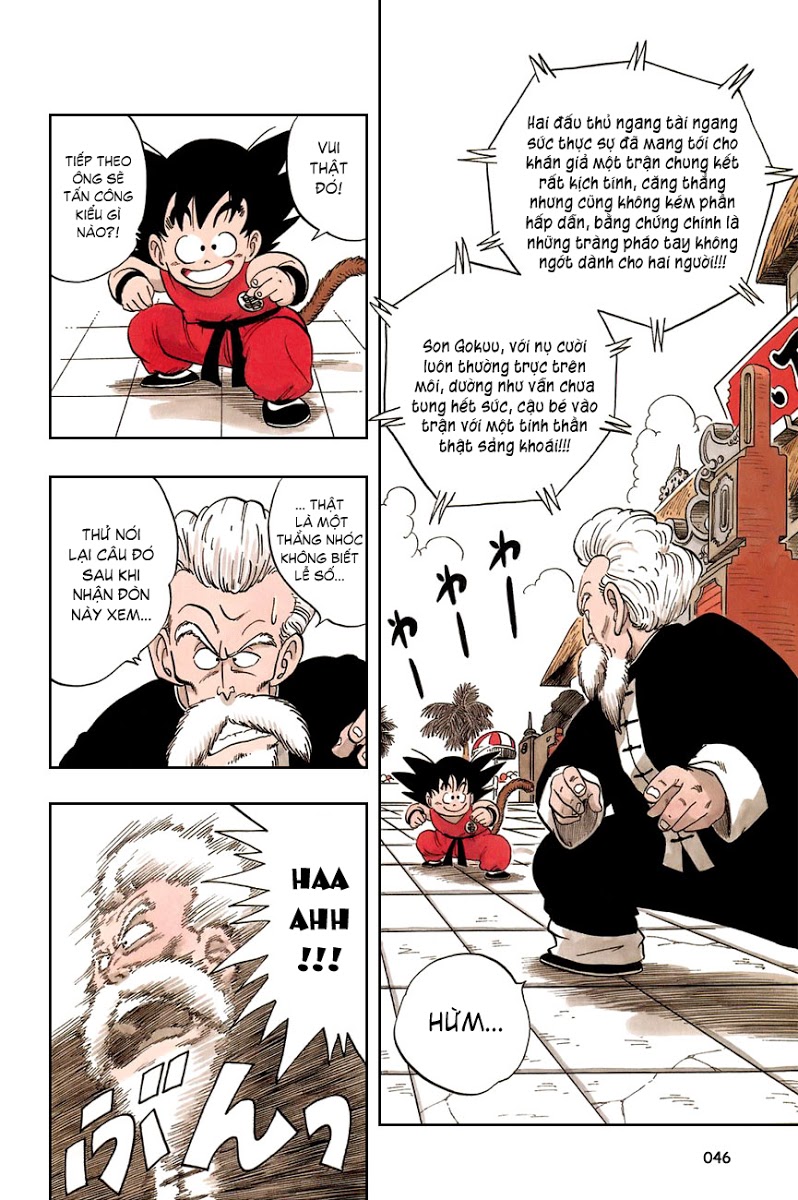 Hai đấu thủ ngang tài ngang
sức thực sự đã mang tới cho
khán giả một trận chung kết
rất kịch tính, căng thẳng
nhưng cũng không kém phần
hấp dẫn, bằng chứng chính là
những tràng pháo tay không
ngớt dành cho hai người!!!
Son Gokuu, với nụ cười
luôn thường trực trên
môi, dường như vẫn chưa
tung hết sức, cậu bé vào
trận với một tinh thần
thật sảng khoái!!!
わー
わー
わー
HỪM...
VUI
THẬT
ĐÓ!
TIẾP THEO
ÔNG SẼ
TẤN CÔNG
KIỂU GÌ
NÀO?!
... THẬT
LÀ MỘT
THẰNG NHÓC
KHÔNG BIẾT
LỄ SỐ...
THỬ NÓI
LẠI CÂU ĐÓ
SAU KHI
NHẬN ĐÒN
NÀY XEM...
HAA
AHH
!!!
ぶんっ
046